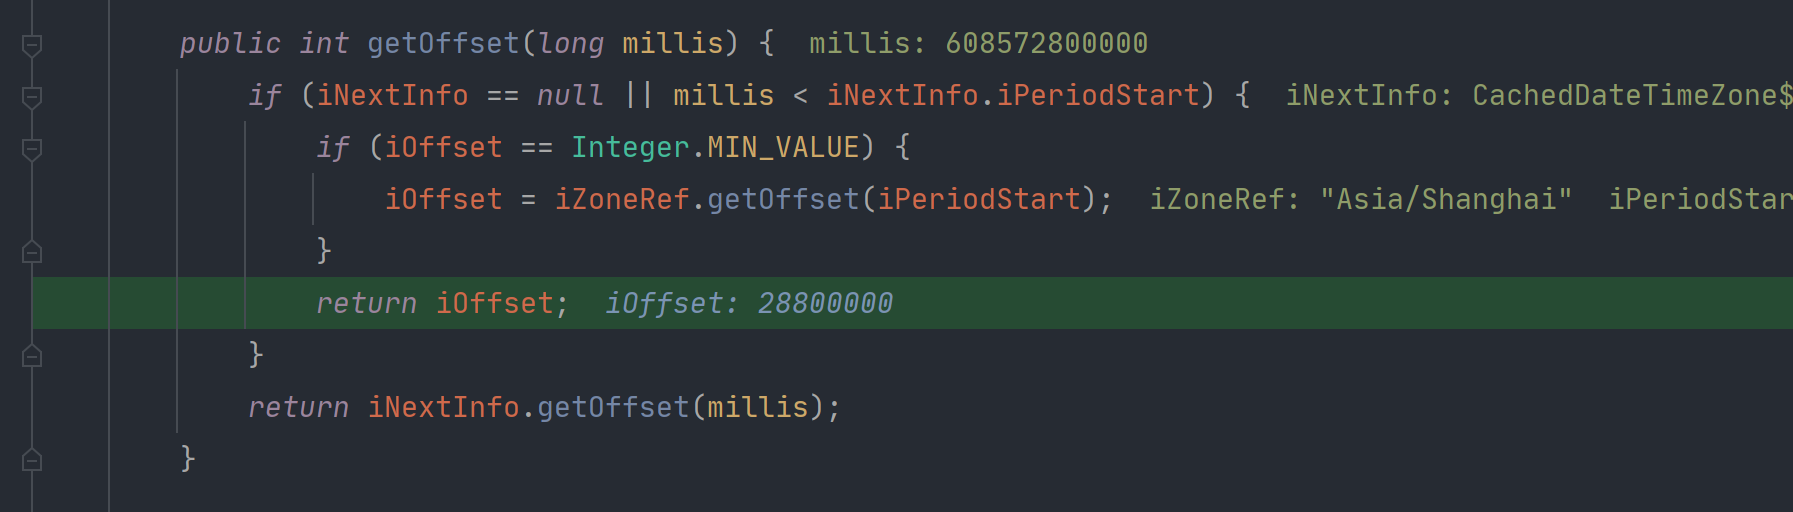 public int getOffset(long millis) {  millis: 608572800000
if (iNextInfo == null || millis < iNextInfo.iPeriodStart) {  iNextInfo: CachedDateTimeZone$
if (iOffset == Integer.MIN_VALUE) {
iOffset = iZoneRef.getOffset(iPeriodStart);  iZoneRef: "Asia/Shanghai"  iPeriodStar
}
return iOffset;  iOffset: 28800000
}
return iNextInfo.getOffset(millis);
}